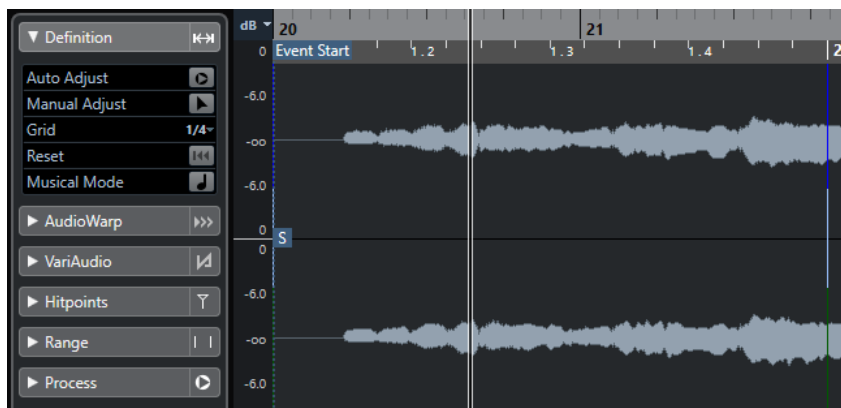 dB 20 21
Definition
0 Event Start 1.2 1.3 1.4 2
Auto Adjust
-6.0
Manual Adjust
Grid 1/4
-oo
Reset
Musical Mode
-6.0
AudioWarp
0
S
0
VariAudio
Hitpoints
-6.0
Range
-oo
Process
-6.0